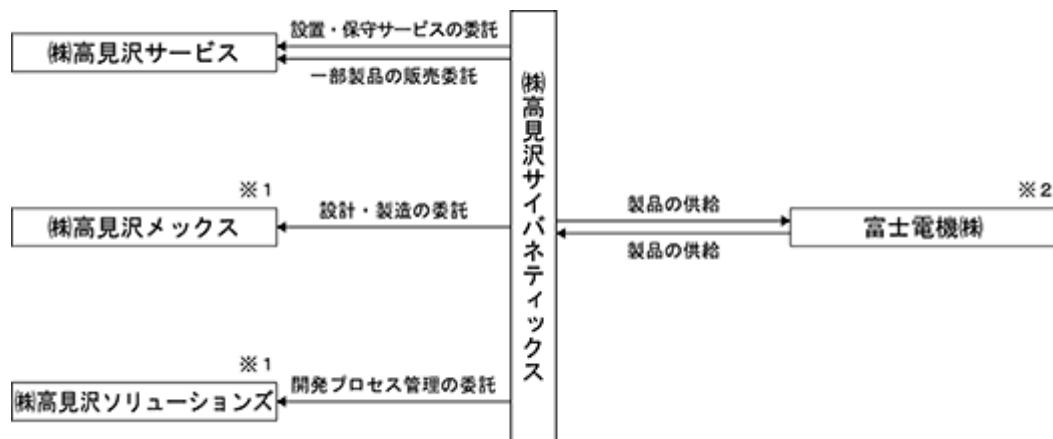 設置・保守サービスの委託
㈱高見沢サービス
一部製品の販売委託
㈱高見沢サイバネティックス
※1
㈱高見沢メックス
設計・製造の委託
製品の供給
製品の供給
※2
富士電機㈱
※1
㈱高見沢ソリューションズ
開発プロセス管理の委託